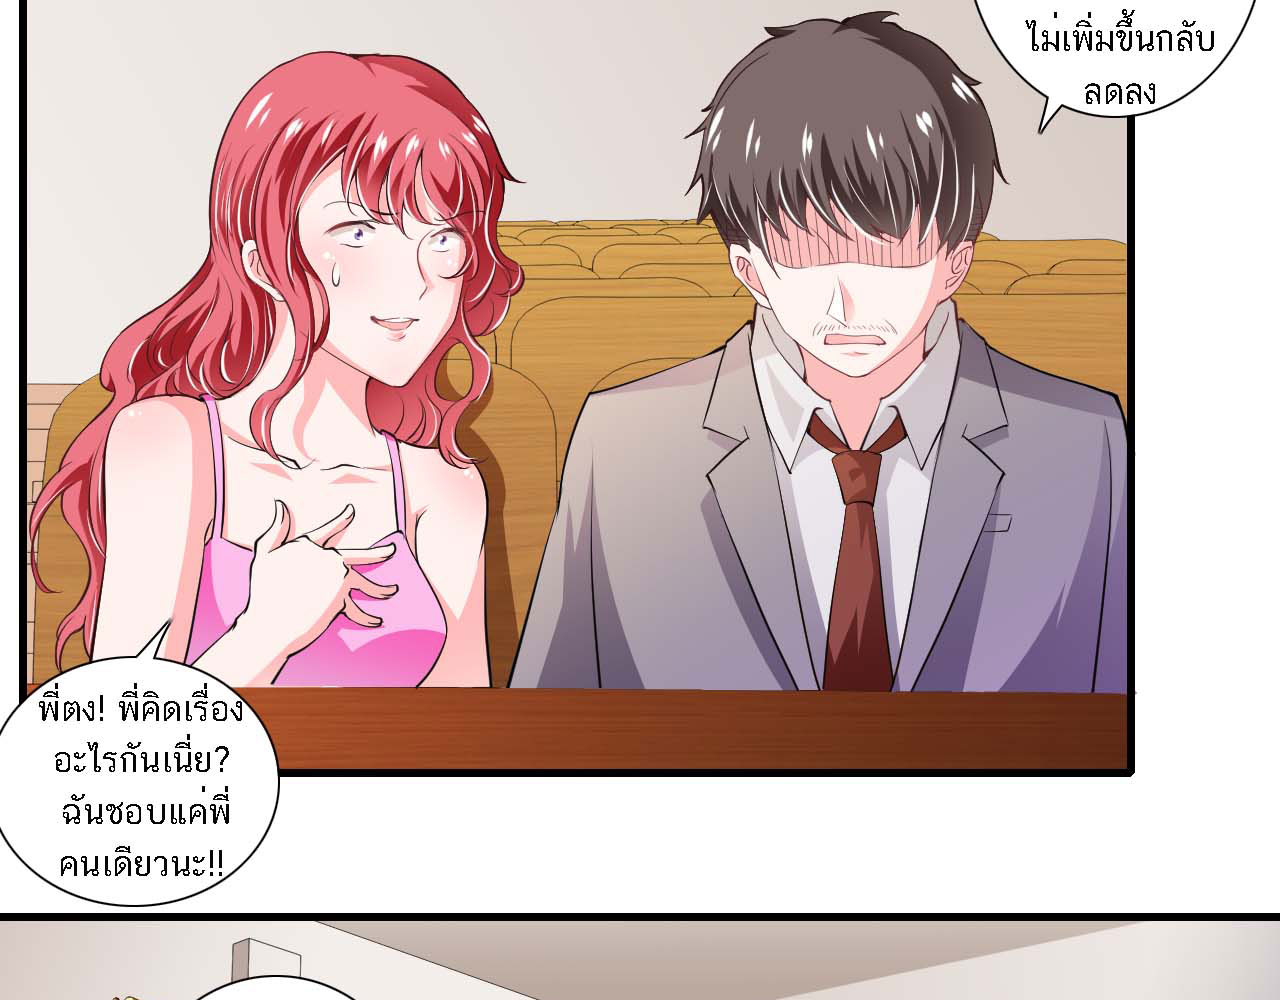 ไม่เพิ่มขึ้นกลับ
ลดลง
พี่ตง! พี่คิดเรื่อง
อะไรกันเนี่ย?
ฉันชอบแค่พี่
คนเดียวนะ!!